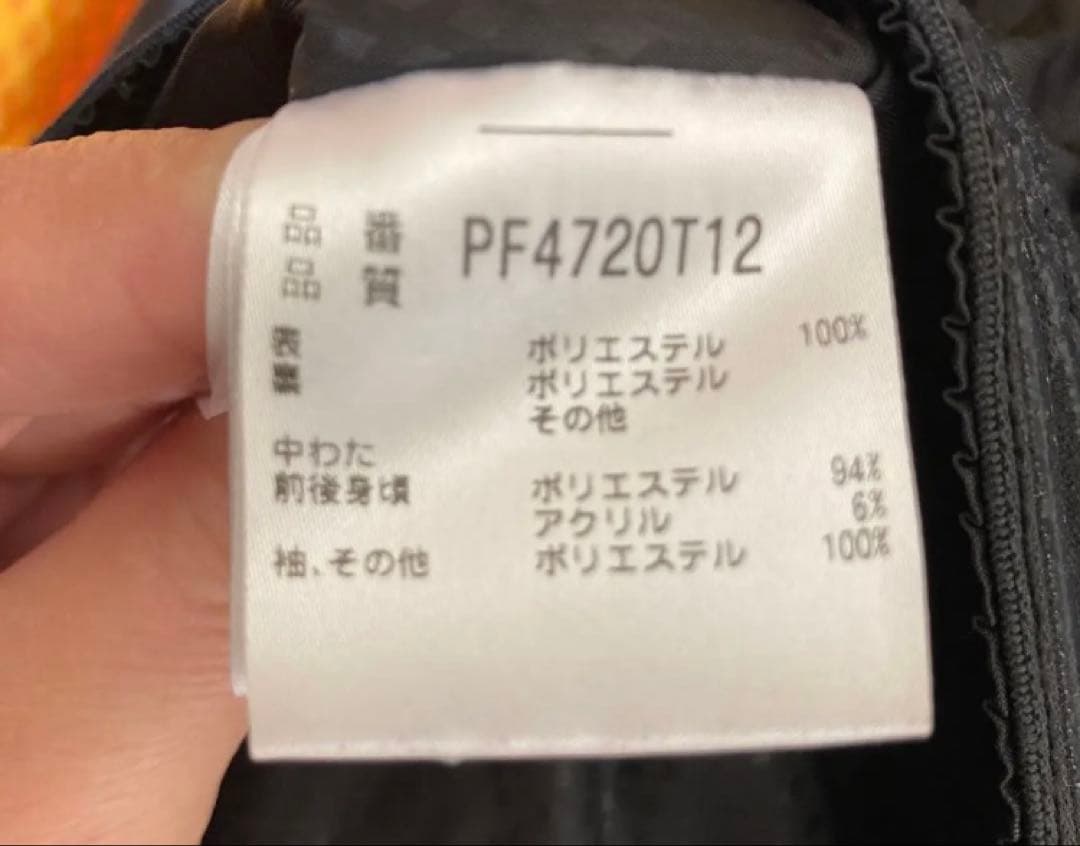 品 番 PF4720T12
品 質
表 ポリエステル 100%
裏 ポリエステル
その他
中わた
前後身頃 ポリエステル 94%
アクリル 6%
袖、その他 ポリエステル 100%